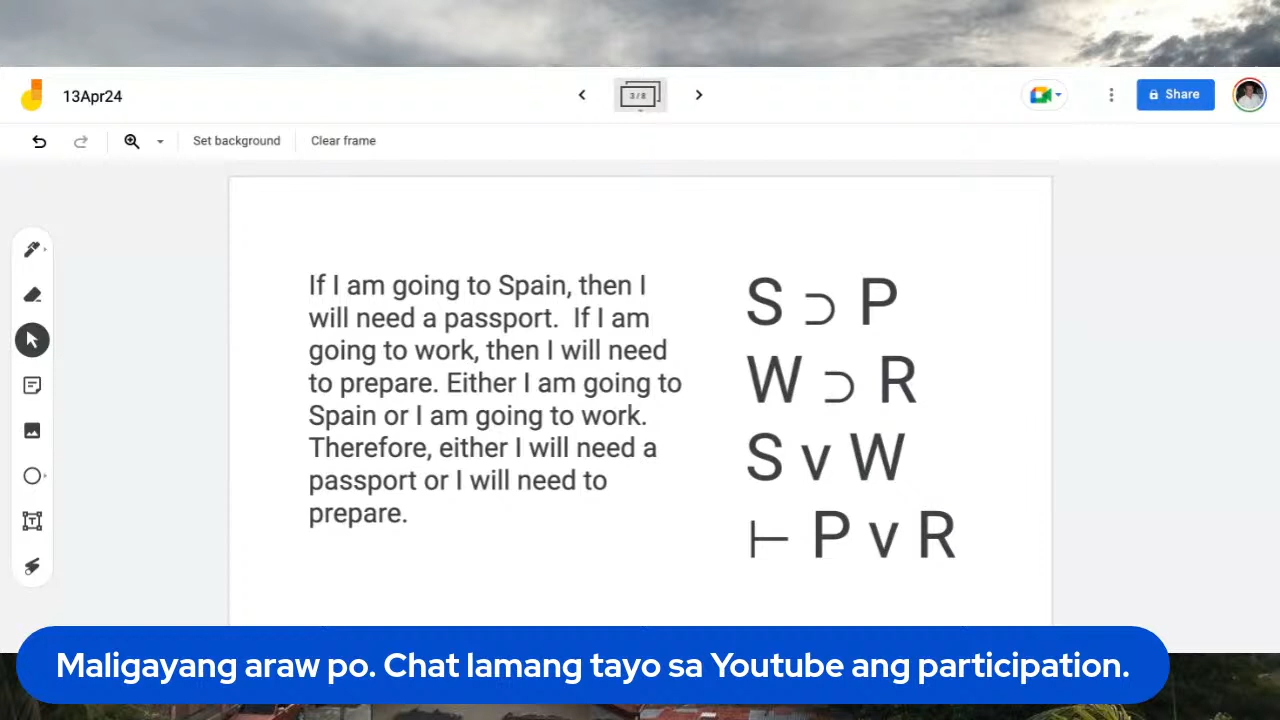 13Apr24
3 / 8
Share
Set background
Clear frame
If I am going to Spain, then I
will need a passport.  If I am
going to work, then I will need
to prepare. Either I am going to
Spain or I am going to work.
Therefore, either I will need a
passport or I will need to
prepare.
S ⊃ P
W ⊃ R
S v W
⊢ P v R
Maligayang araw po. Chat lamang tayo sa Youtube ang participation.